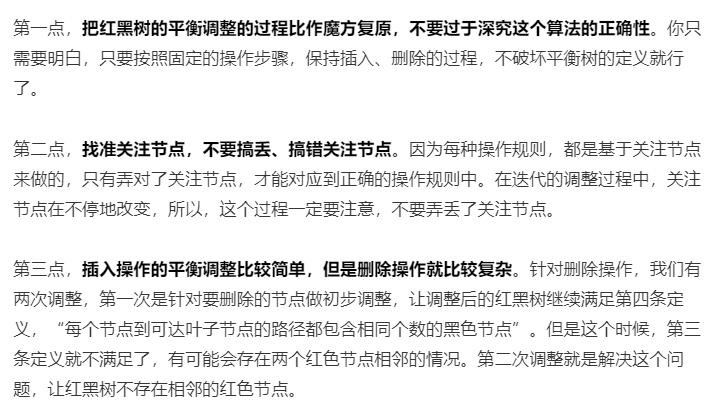 第一点，把红黑树的平衡调整的过程比作魔方复原，不要过于深究这个算法的正确性。你只
需要明白，只要按照固定的操作步骤，保持插入、删除的过程，不破坏平衡树的定义就行
了。
第二点，找准关注节点，不要搞丢、搞错关注节点。因为每种操作规则，都是基于关注节点
来做的，只有弄对了关注节点，才能对应到正确的操作规则中。在迭代的调整过程中，关注
节点在不停地改变，所以，这个过程一定要注意，不要弄丢了关注节点。
第三点，插入操作的平衡调整比较简单，但是删除操作就比较复杂。针对删除操作，我们有
两次调整，第一次是针对要删除的节点做初步调整，让调整后的红黑树继续满足第四条定
义，“每个节点到可达叶子节点的路径都包含相同个数的黑色节点”。但是这个时候，第三
条定义就不满足了，有可能会存在两个红色节点相邻的情况。第二次调整就是解决这个问
题，让红黑树不存在相邻的红色节点。